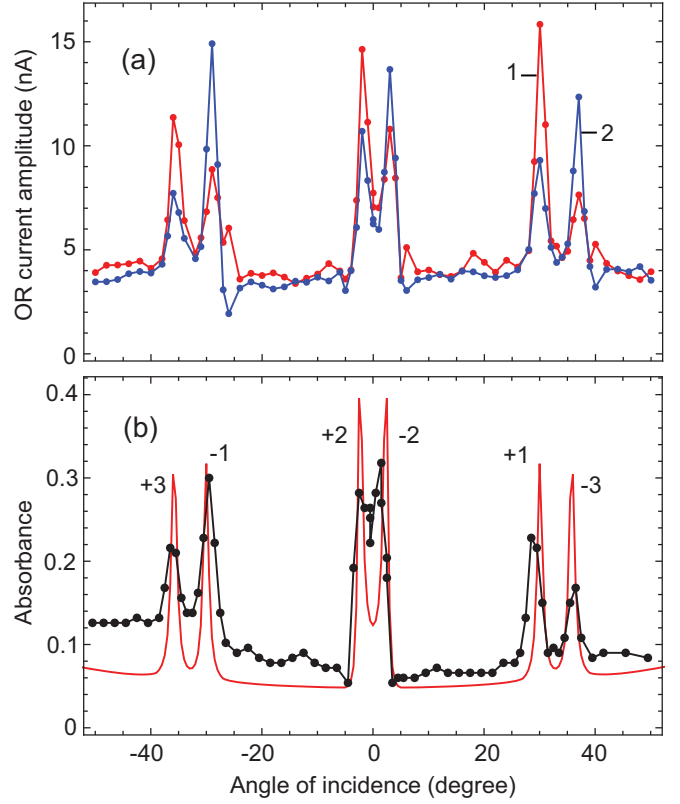 15
(a)
1
10
2
5
0
OR current amplitude (nA)
0.4
(b)
+2
-2
+1
-1
+3
-3
0.3
0.2
0.1
0
Absorbance
-40 -20 0 20 40
Angle of incidence (degree)